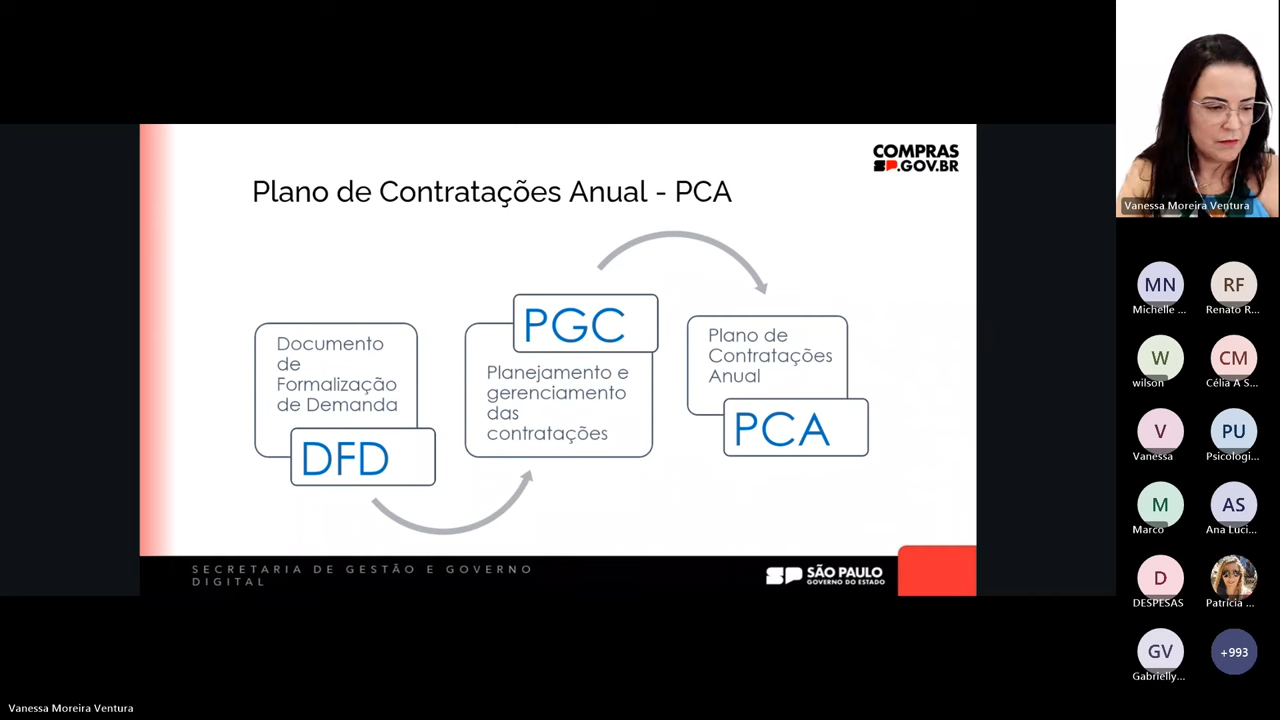 COMPRAS
SP.GOV.BR
Plano de Contratações Anual - PCA
Documento
de
Formalização
de Demanda
DFD
PGC
Planejamento e
gerenciamento
das
contratações
Plano de
Contratações
Anual
PCA
SECRETARIA DE GESTÃO E GOVERNO
DIGITAL
SP SÃO PAULO
GOVERNO DO ESTADO
Vanessa Moreira Ventura
MN
Michelle ...
RF
Renato R...
W
wilson
CM
Célia A S...
V
Vanessa
PU
Psicologi...
M
Marco
AS
Ana Luci...
D
DESPESAS
Patrícia ...
GV
Gabrielly...
+993
Vanessa Moreira Ventura